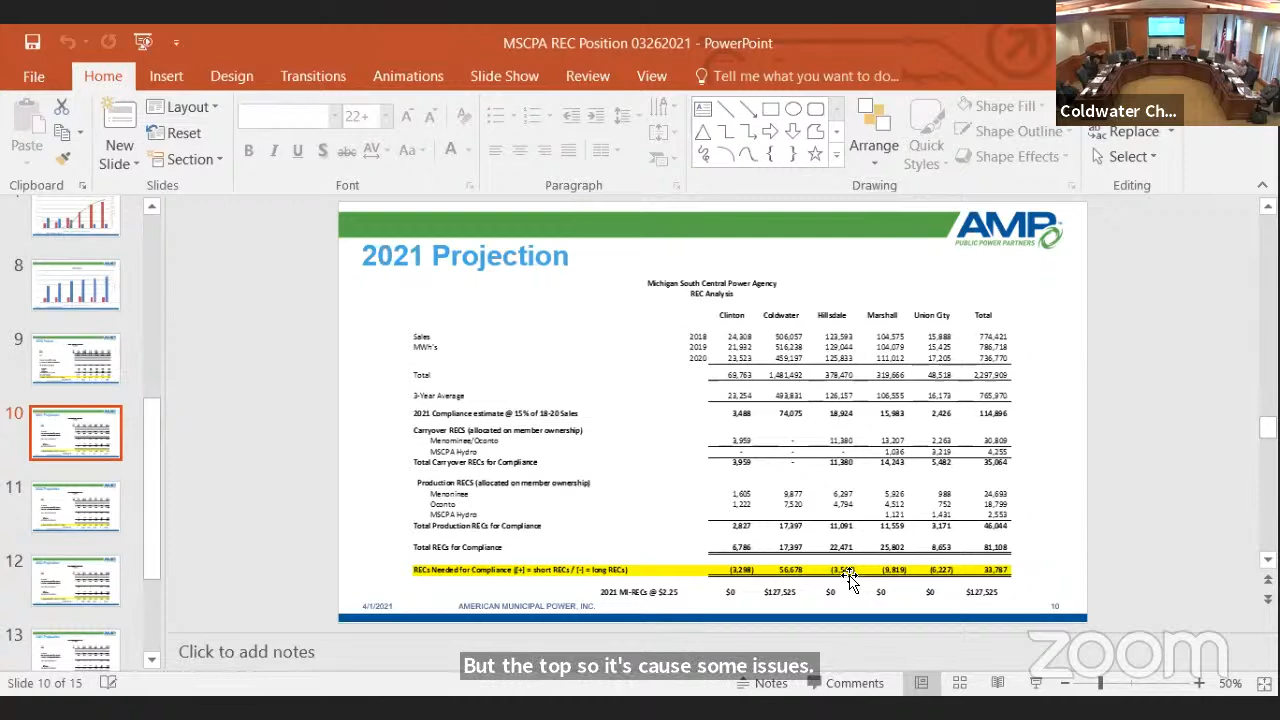 MSCPA REC Position 03262021 - PowerPoint
File Home Insert Design Transitions Animations Slide Show Review View Tell me what you want to do...
Coldwater Ch...
Paste
New
Slide
Layout
Reset
Section
22+
B I U S abc AV Aa A
Arrange
Quick
Styles
Shape Fill
Shape Outline
Shape Effects
Replace
Select
Clipboard Slides Font Paragraph Drawing Editing
8
9
10
11
12
13
AMP
PUBLIC POWER PARTNERS
2021 Projection
Michigan South Central Power Agency
REC Analysis
Clinton Coldwater Hillsdale Marshall Union City Total
Sales 2018 24,308 506,057 123,593 104,575 15,888 774,421
MWh's 2019 21,932 516,238 129,044 104,079 15,425 786,718
2020 23,523 459,197 125,833 111,012 17,205 736,770
Total 69,763 1,481,492 378,470 319,666 48,518 2,297,909
3-Year Average 23,254 493,831 126,157 106,555 16,173 765,970
2021 Compliance estimate @ 15% of 18-20 Sales 3,488 74,075 18,924 15,983 2,426 114,896
Carryover RECS (allocated on member ownership)
Menominee/Oconto 3,959 - 11,380 13,207 2,263 30,809
MSCPA Hydro - - - 1,036 3,219 4,255
Total Carryover RECs for Compliance 3,959 - 11,380 14,243 5,482 35,064
Production RECS (allocated on member ownership)
Menominee 1,605 9,877 6,297 5,926 988 24,693
Oconto 1,222 7,520 4,794 4,512 752 18,799
MSCPA Hydro 1,121 1,431 2,553
Total Production RECs for Compliance 2,827 17,397 11,091 11,559 3,171 46,044
Total RECs for Compliance 6,786 17,397 22,471 25,802 8,653 81,108
RECs Needed for Compliance ([+] = short RECs / [-] = long RECs) (3,298) 56,678 (9,819) (6,227) 33,787
2021 MI-RECs @ $2.25 $0 $127,525 $0 $0 $0 $127,525
4/1/2021 AMERICAN MUNICIPAL POWER, INC. 10
Click to add notes
But the top so it's cause some issues.
zoom
Slide 10 of 15 Notes Comments 50%